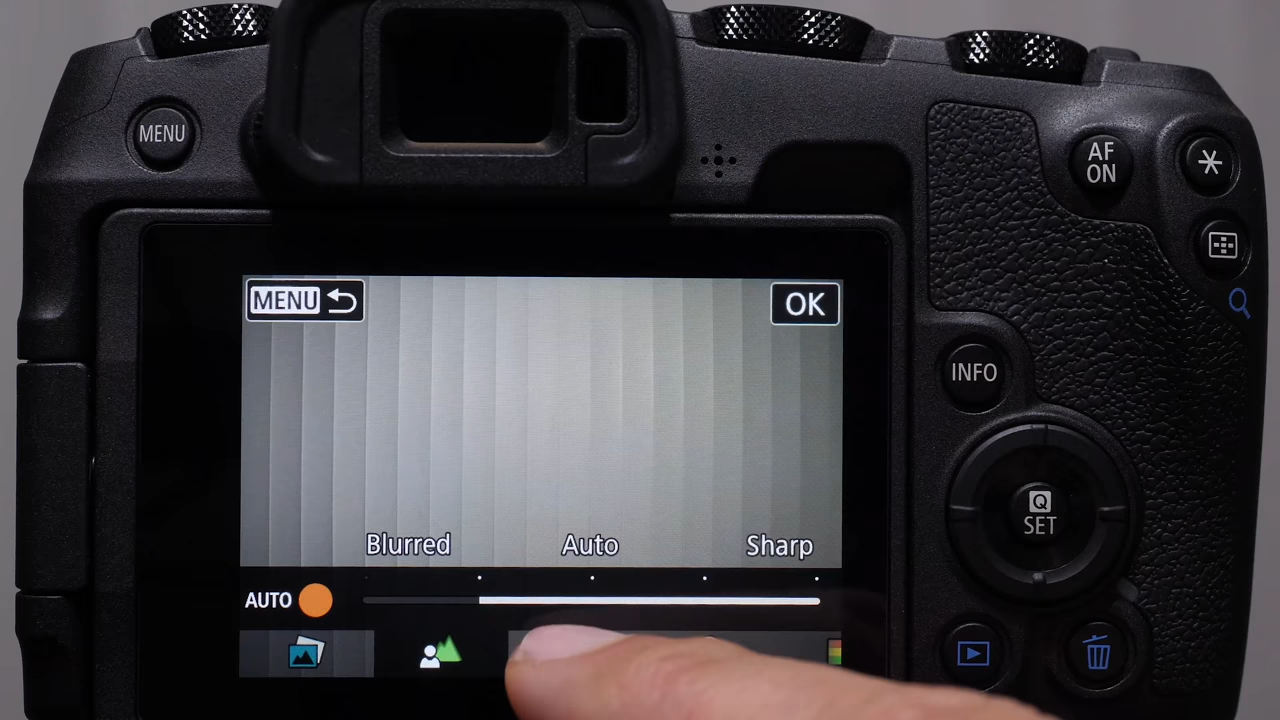 MENU
AF
ON
MENU
OK
INFO
Q
SET
Blurred Auto Sharp
AUTO